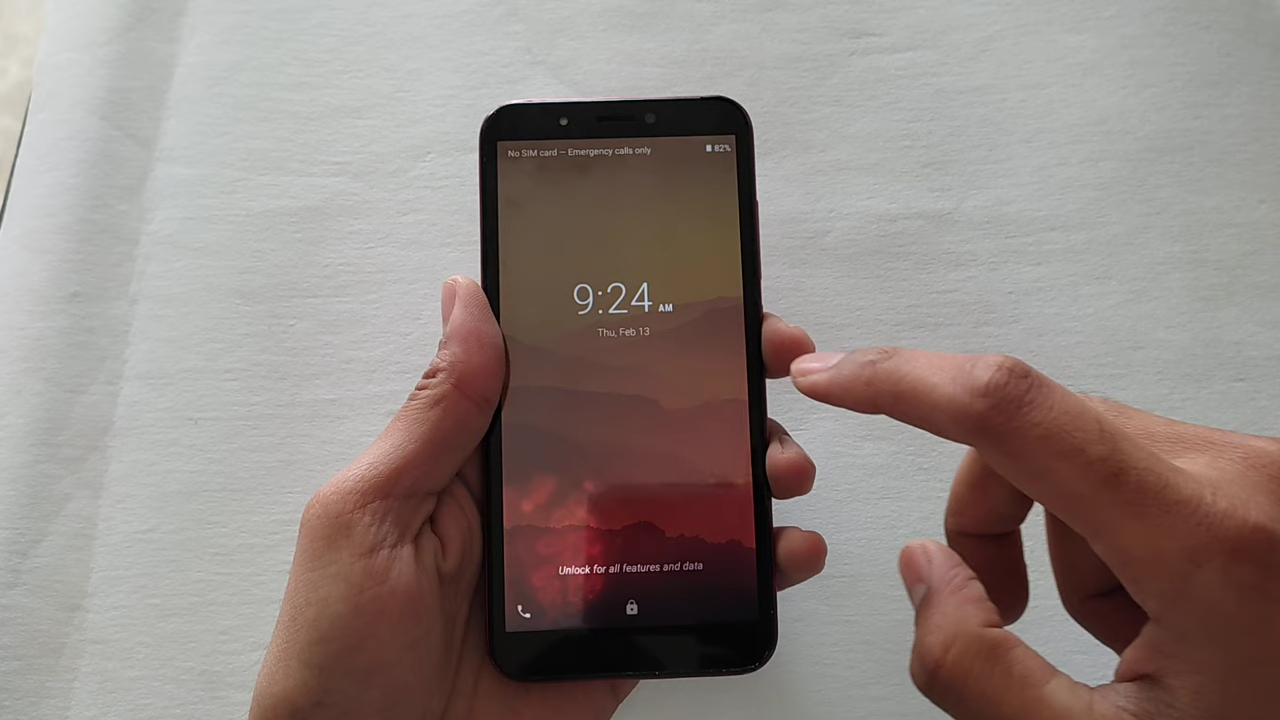 No SIM card — Emergency calls only 82%
9:24 AM
Thu, Feb 13
Unlock for all features and data